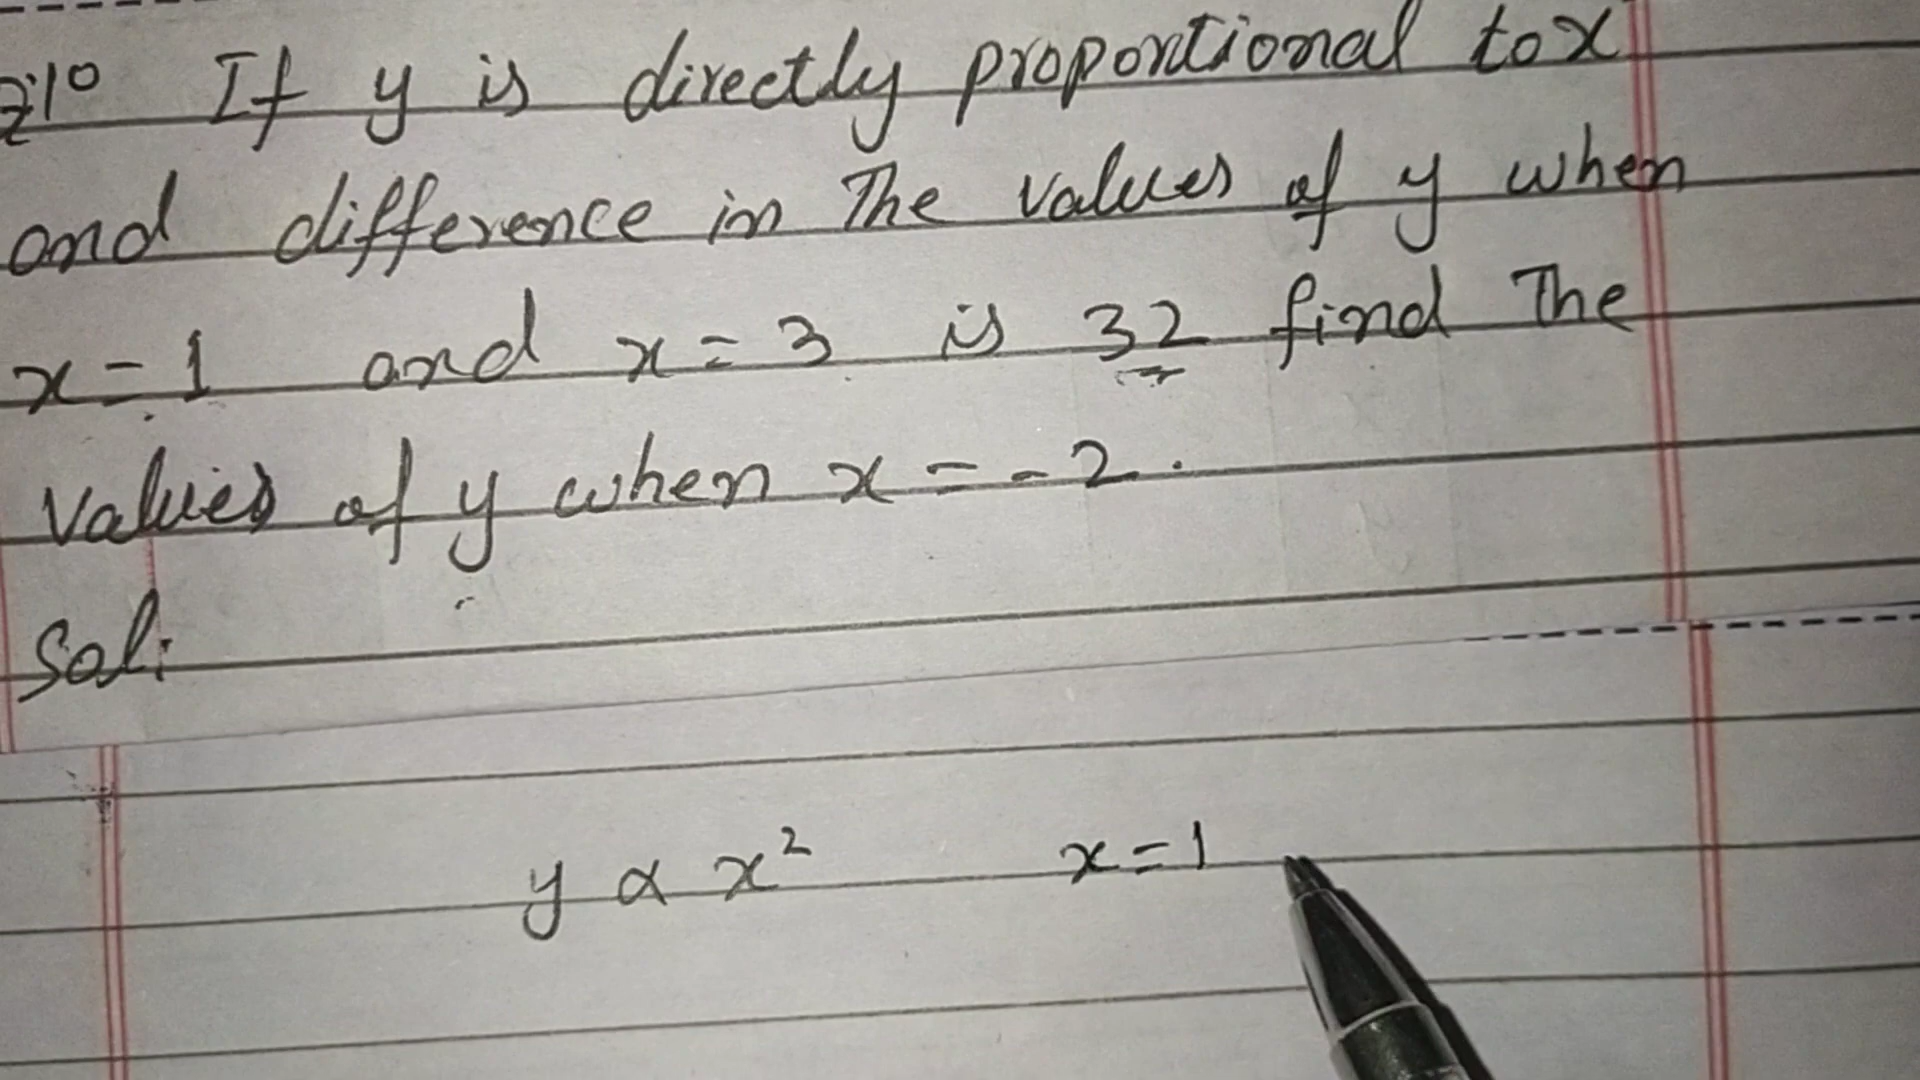 If y is directly proportional to x
and difference in The values of y when
x = 1 and x = 3 is 32 find The
values of y when x = -2.
Sol:
y ∝ x² x = 1